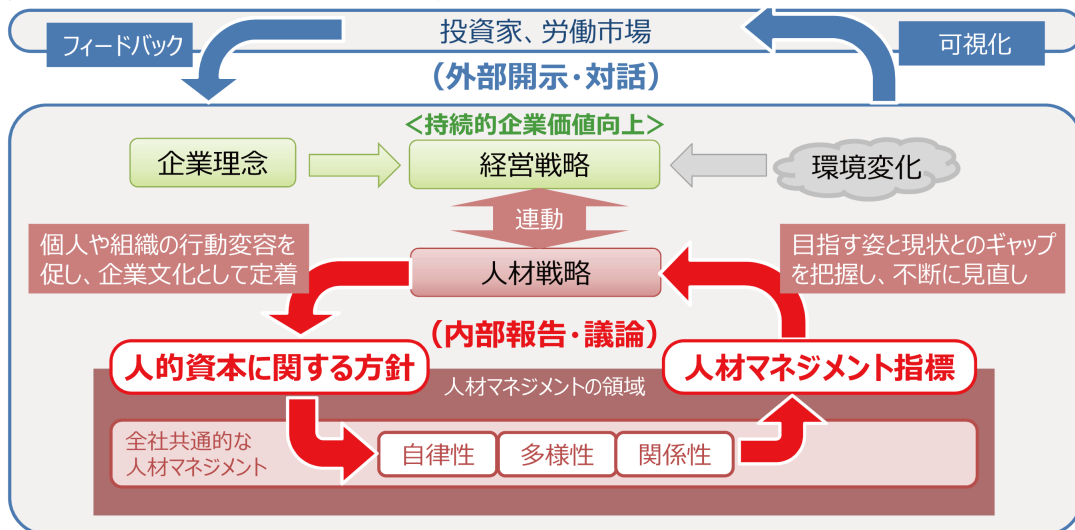 フィードバック
投資家、労働市場
可視化
（外部開示・対話）
＜持続的企業価値向上＞
企業理念
経営戦略
環境変化
連動
個人や組織の行動変容を
促し、企業文化として定着
人材戦略
目指す姿と現状とのギャップ
を把握し、不断に見直し
（内部報告・議論）
人的資本に関する方針
人材マネジメント指標
人材マネジメントの領域
全社共通的な
人材マネジメント
自律性
多様性
関係性